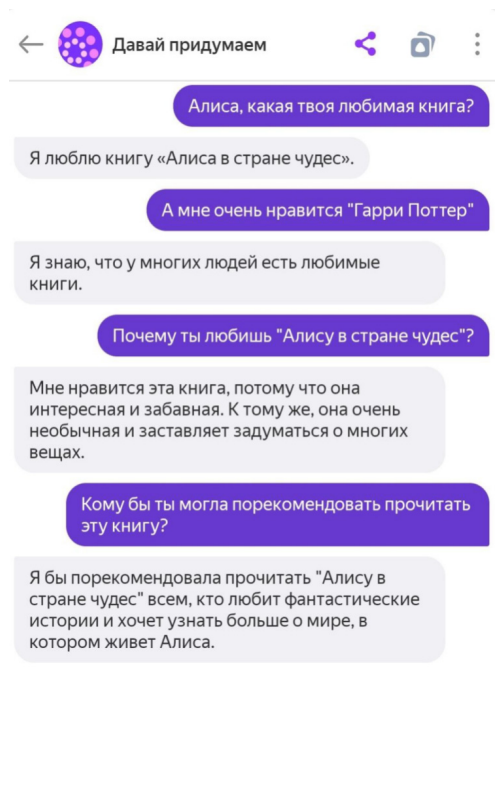 Давай придумаем
Алиса, какая твоя любимая книга?
Я люблю книгу «Алиса в стране чудес».
А мне очень нравится "Гарри Поттер"
Я знаю, что у многих людей есть любимые
книги.
Почему ты любишь "Алису в стране чудес"?
Мне нравится эта книга, потому что она
интересная и забавная. К тому же, она очень
необычная и заставляет задуматься о многих
вещах.
Кому бы ты могла порекомендовать прочитать
эту книгу?
Я бы порекомендовала прочитать "Алису в
стране чудес" всем, кто любит фантастические
истории и хочет узнать больше о мире, в
котором живет Алиса.